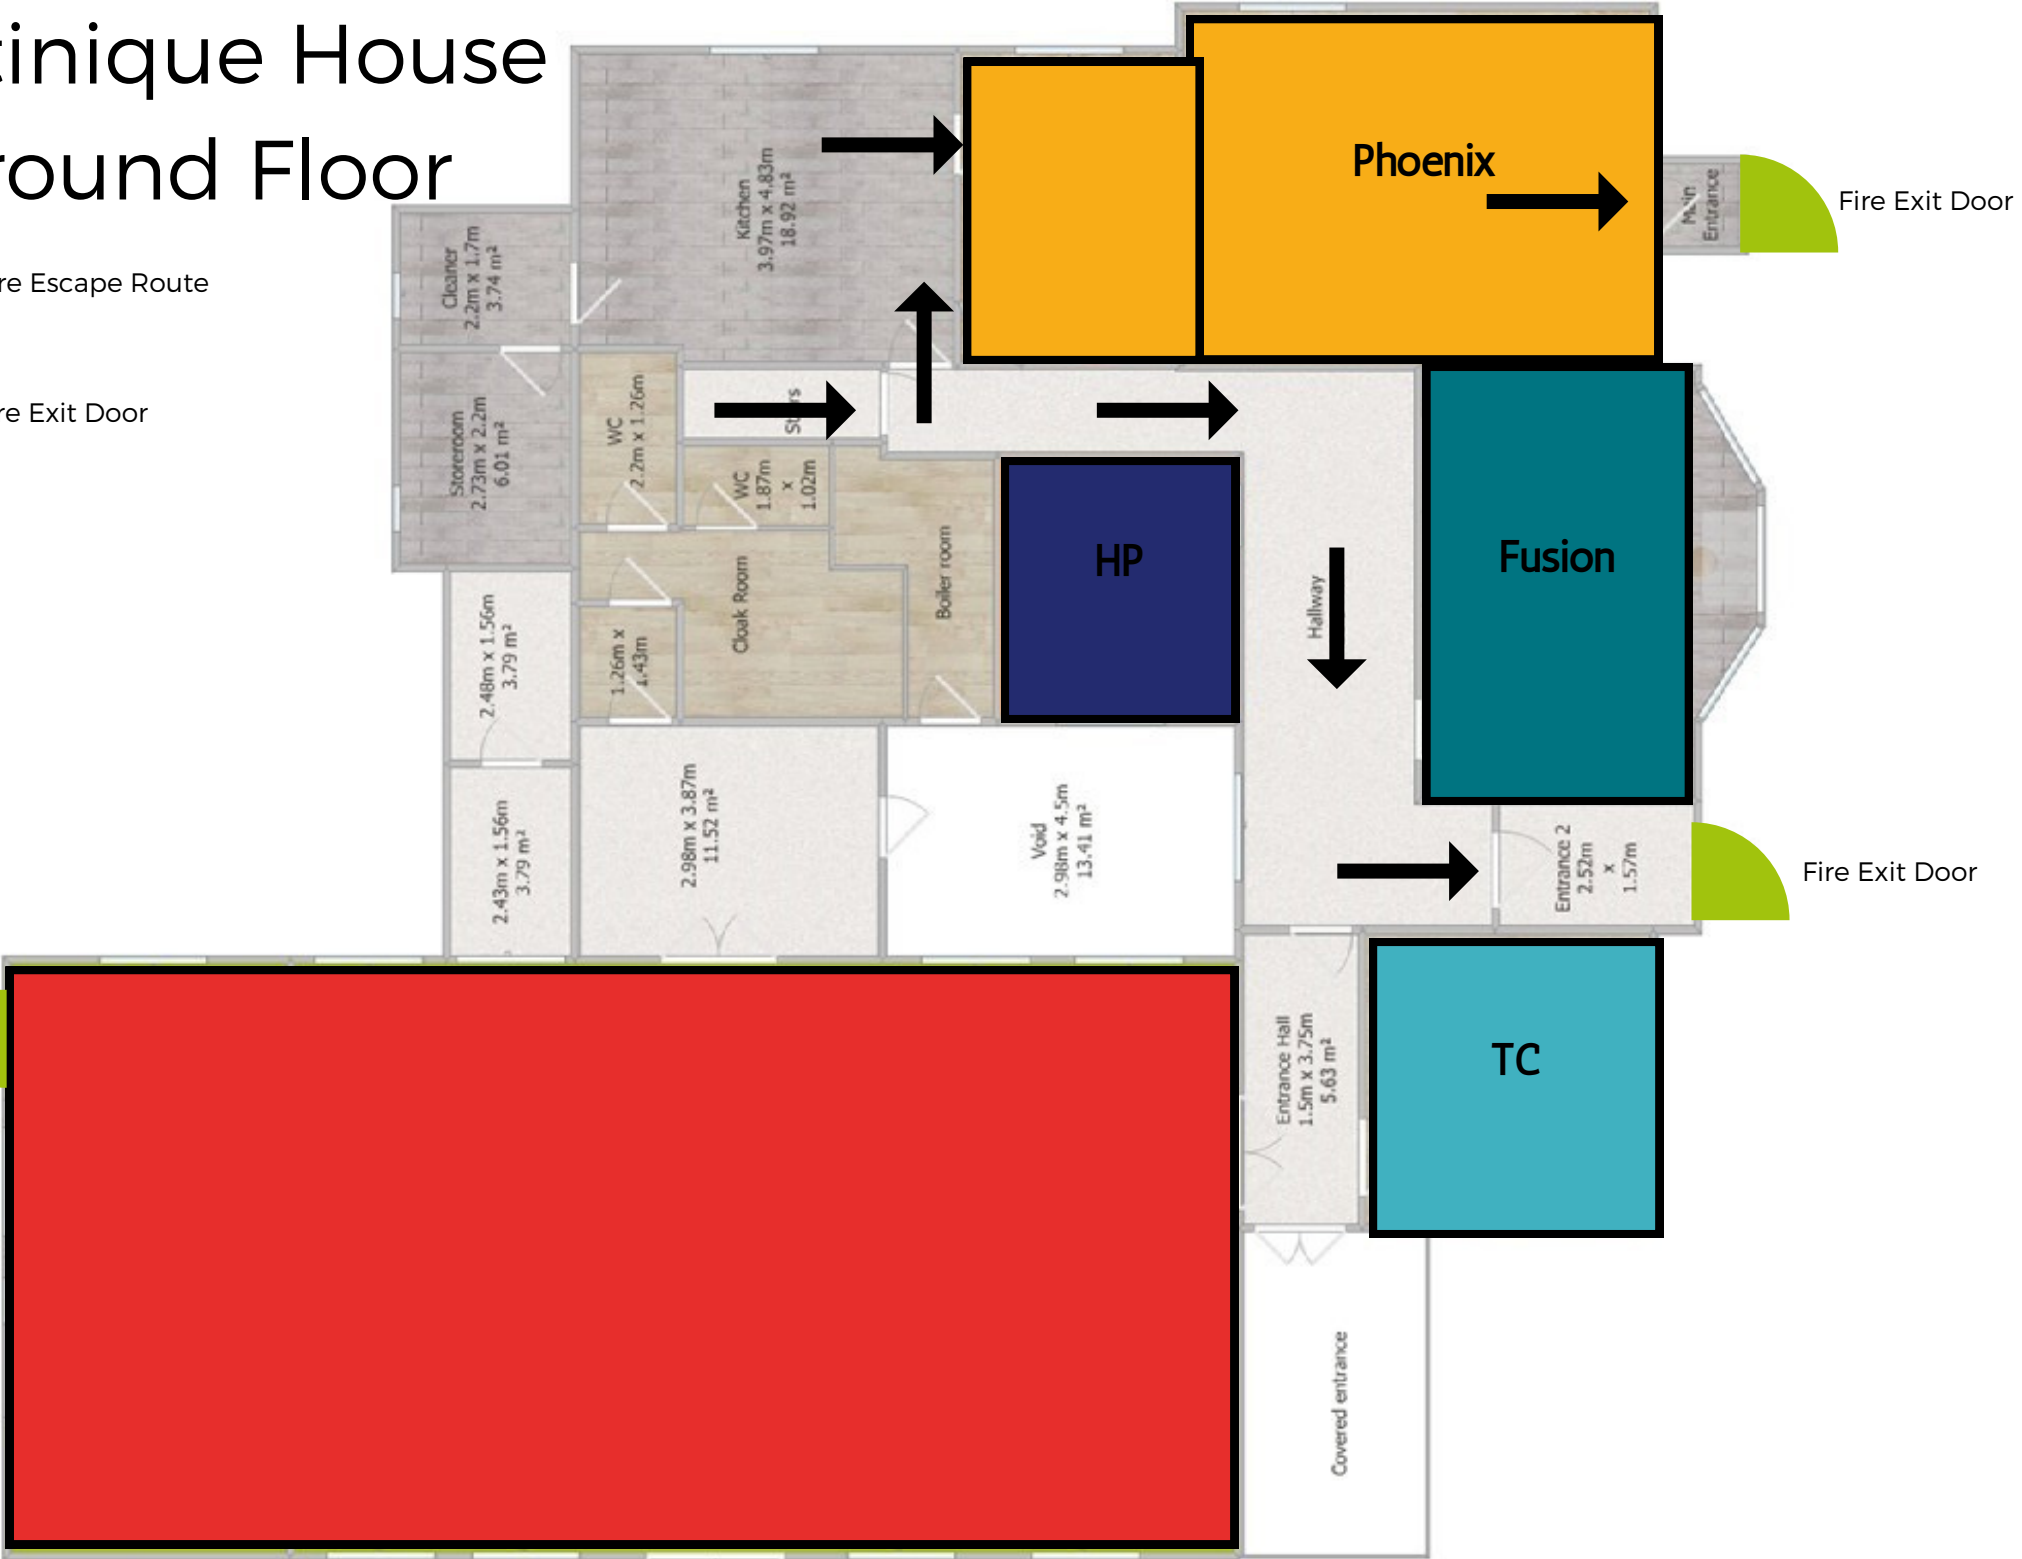 tinique House
round Floor
re Escape Route
re Exit Door
Phoenix
Main
Entrance
Fire Exit Door
Kitchen
3.97m x 4.83m
18.92 m²
Cleaner
2.2m x 1.7m
3.74 m²
Storeroom
2.73m x 2.2m
6.01 m²
WC
2.2m x 1.26m
WC
1.87m
x
1.02m
Cloak Room
Boiler room
HP
Hallway
Fusion
2.48m x 1.56m
3.79 m²
1.26m x
1.43m
2.43m x 1.56m
3.79 m²
2.98m x 3.87m
11.52 m²
Void
2.98m x 4.5m
13.41 m²
Entrance 2
2.52m
x
1.57m
Fire Exit Door
Entrance Hall
1.5m x 3.75m
5.63 m²
TC
Covered entrance